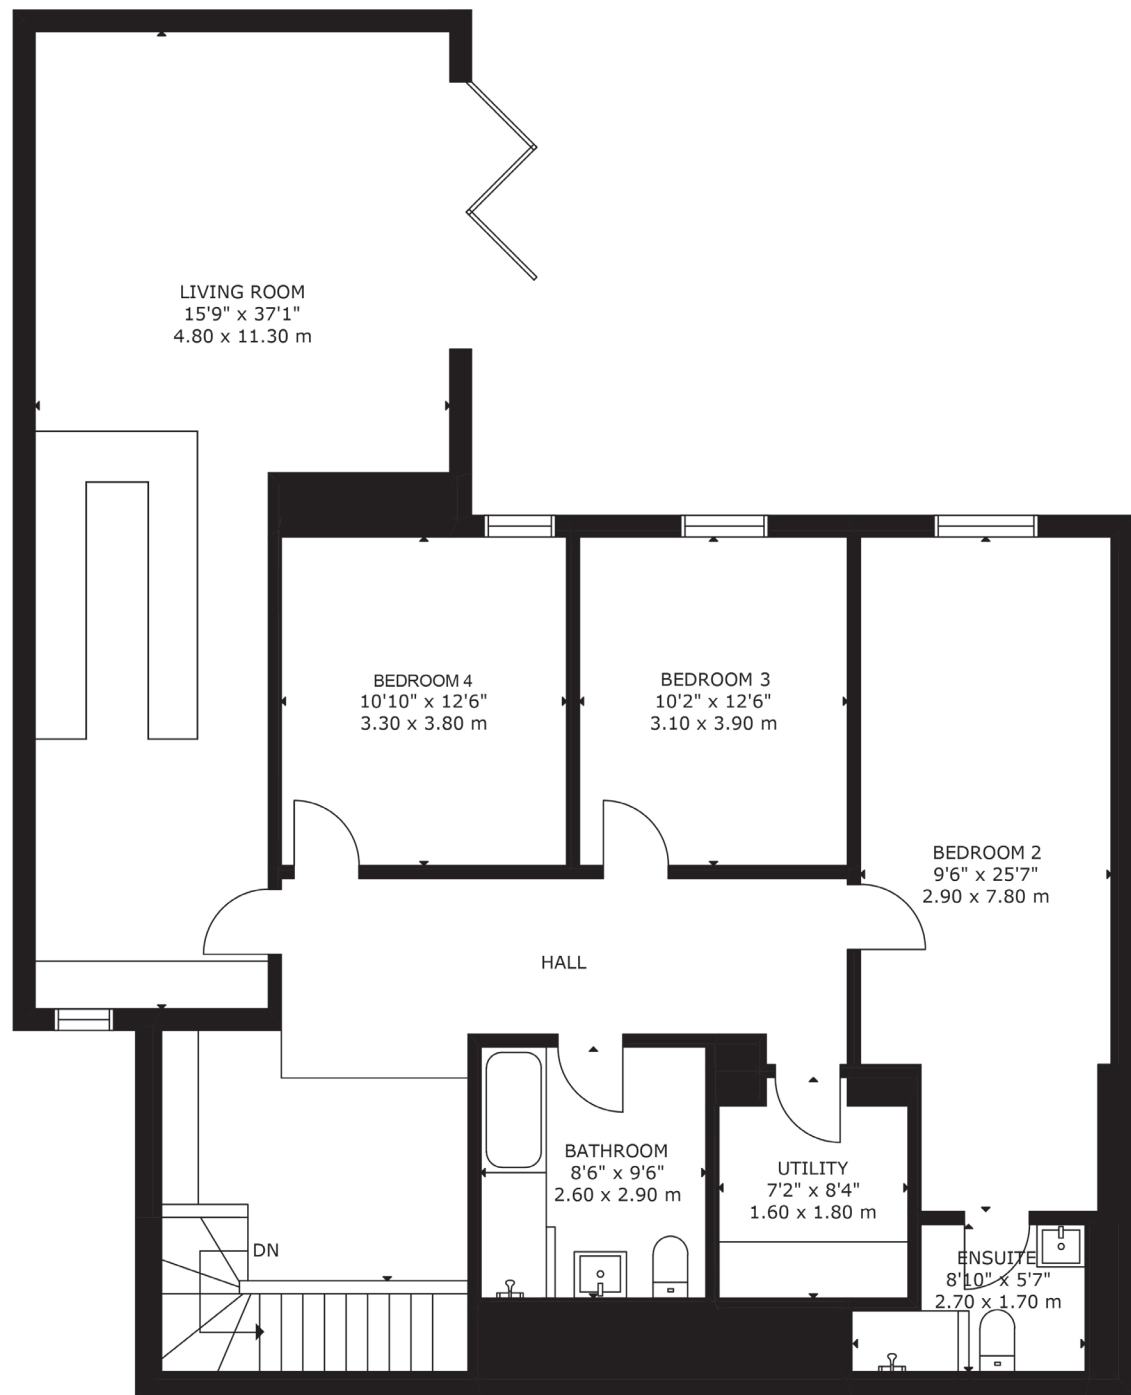 LIVING ROOM
15'9" x 37'1"
4.80 x 11.30 m
BEDROOM 4
10'10" x 12'6"
3.30 x 3.80 m
BEDROOM 3
10'2" x 12'6"
3.10 x 3.90 m
BEDROOM 2
9'6" x 25'7"
2.90 x 7.80 m
HALL
BATHROOM
8'6" x 9'6"
2.60 x 2.90 m
UTILITY
7'2" x 8'4"
1.60 x 1.80 m
DN
ENSUITE
8'10" x 5'7"
2.70 x 1.70 m